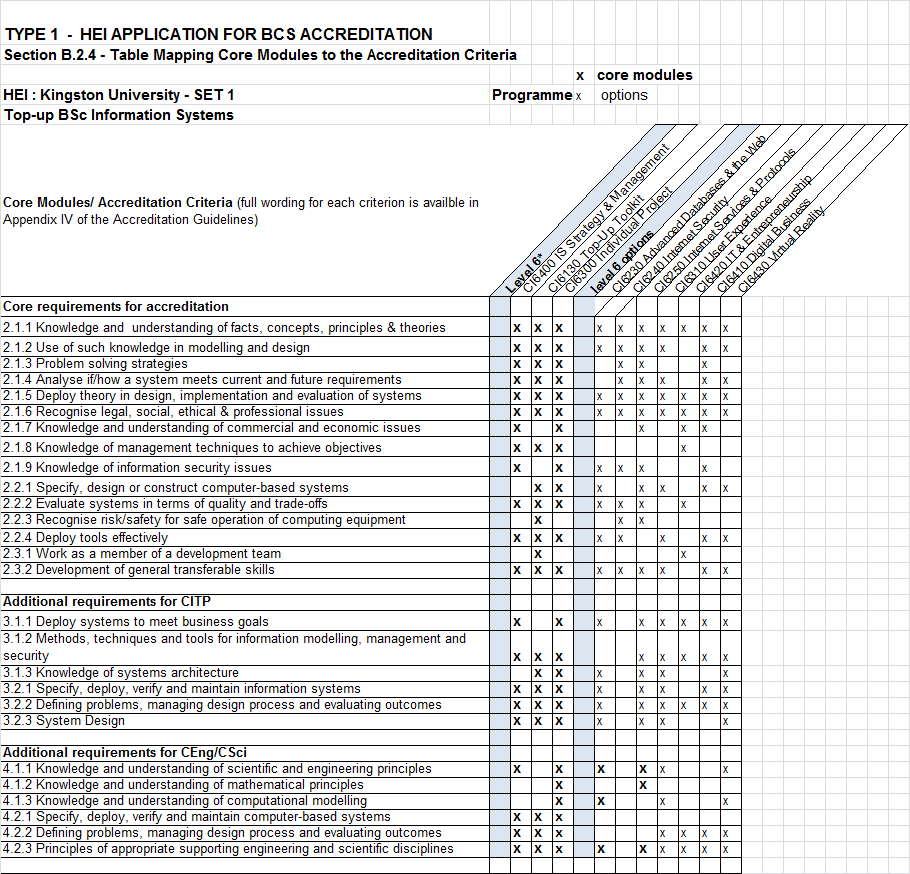 TYPE 1 - HEI APPLICATION FOR BCS ACCREDITATION
Section B.2.4 - Table Mapping Core Modules to the Accreditation Criteria
x core modules
HEI : Kingston University - SET 1 Programme x options
Top-up BSc Information Systems
Core Modules/ Accreditation Criteria (full wording for each criterion is availble in
Appendix IV of the Accreditation Guidelines)
Level 6*
CI6400 IS Strategy & Management
CI6130 Top-Up Toolkit
CI6300 Individual Project
level 6 options
CI6230 Advanced Databases & the Web
CI6240 Internet Security
CI6250 Internet Services & Protocols
CI6310 User Experience
CI6420 IT & Entrepreneurship
CI6410 Digital Business
CI6430 Virtual Reality
Core requirements for accreditation
2.1.1 Knowledge and understanding of facts, concepts, principles & theories x x x x x x x x x x
2.1.2 Use of such knowledge in modelling and design x x x x x x x x x
2.1.3 Problem solving strategies x x x x x x
2.1.4 Analyse if/how a system meets current and future requirements x x x x x x x x
2.1.5 Deploy theory in design, implementation and evaluation of systems x x x x x x x x x x
2.1.6 Recognise legal, social, ethical & professional issues x x x x x x x x x x
2.1.7 Knowledge and understanding of commercial and economic issues x x x x x
2.1.8 Knowledge of management techniques to achieve objectives x x x x
2.1.9 Knowledge of information security issues x x x x x x
2.2.1 Specify, design or construct computer-based systems x x x x x x x
2.2.2 Evaluate systems in terms of quality and trade-offs x x x x x x x
2.2.3 Recognise risk/safety for safe operation of computing equipment x x x
2.2.4 Deploy tools effectively x x x x x x x x
2.3.1 Work as a member of a development team x x
2.3.2 Development of general transferable skills x x x x x x x x x
Additional requirements for CITP
3.1.1 Deploy systems to meet business goals x x x x x x x x
3.1.2 Methods, techniques and tools for information modelling, management and
security x x x x x x x x
3.1.3 Knowledge of systems architecture x x x x x x
3.2.1 Specify, deploy, verify and maintain information systems x x x x x x x x
3.2.2 Defining problems, managing design process and evaluating outcomes x x x x x x x x x
3.2.3 System Design x x x x x x x
Additional requirements for CEng/CSci
4.1.1 Knowledge and understanding of scientific and engineering principles x x x x x x
4.1.2 Knowledge and understanding of mathematical principles x x
4.1.3 Knowledge and understanding of computational modelling x x x x
4.2.1 Specify, deploy, verify and maintain computer-based systems x x x
4.2.2 Defining problems, managing design process and evaluating outcomes x x x x x x x
4.2.3 Principles of appropriate supporting engineering and scientific disciplines x x x x x x x x x